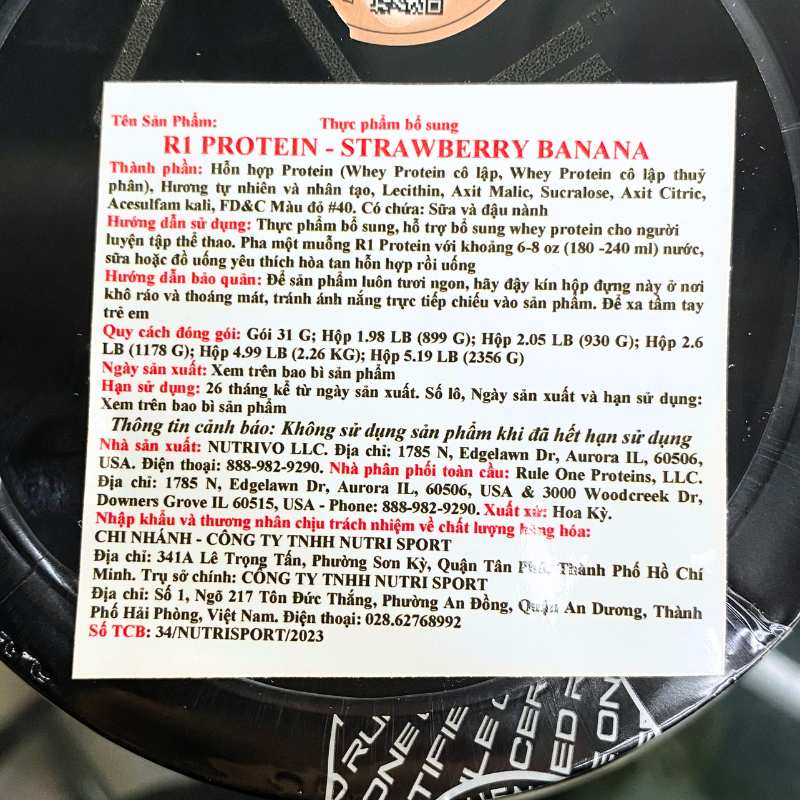 Tên Sản Phẩm: Thực phẩm bổ sung
R1 PROTEIN - STRAWBERRY BANANA
Thành phần: Hỗn hợp Protein (Whey Protein cô lập, Whey Protein cô lập thuỷ
phân), Hương tự nhiên và nhân tạo, Lecithin, Axit Malic, Sucralose, Axit Citric,
Acesulfam kali, FD&C Màu đỏ #40. Có chứa: Sữa và đậu nành
Hướng dẫn sử dụng: Thực phẩm bổ sung, hỗ trợ bổ sung whey protein cho người
luyện tập thể thao. Pha một muỗng R1 Protein với khoảng 6-8 oz (180 -240 ml) nước,
sữa hoặc đồ uống yêu thích hòa tan hỗn hợp rồi uống
Hướng dẫn bảo quản: Để sản phẩm luôn tươi ngon, hãy đậy kín hộp đựng này ở nơi
khô ráo và thoáng mát, tránh ánh nắng trực tiếp chiếu vào sản phẩm. Để xa tầm tay
trẻ em
Quy cách đóng gói: Gói 31 G; Hộp 1.98 LB (899 G); Hộp 2.05 LB (930 G); Hộp 2.6
LB (1178 G); Hộp 4.99 LB (2.26 KG); Hộp 5.19 LB (2356 G)
Ngày sản xuất: Xem trên bao bì sản phẩm
Hạn sử dụng: 26 tháng kể từ ngày sản xuất. Số lô, Ngày sản xuất và hạn sử dụng:
Xem trên bao bì sản phẩm
Thông tin cảnh báo: Không sử dụng sản phẩm khi đã hết hạn sử dụng
Nhà sản xuất: NUTRIVO LLC. Địa chỉ: 1785 N, Edgelawn Dr, Aurora IL, 60506,
USA. Điện thoại: 888-982-9290. Nhà phân phối toàn cầu: Rule One Proteins, LLC.
Địa chỉ: 1785 N, Edgelawn Dr, Aurora IL, 60506, USA & 3000 Woodcreek Dr,
Downers Grove IL 60515, USA - Phone: 888-982-9290. Xuất xứ: Hoa Kỳ.
Nhập khẩu và thương nhân chịu trách nhiệm về chất lượng hàng hóa:
CHI NHÁNH - CÔNG TY TNHH NUTRI SPORT
Địa chỉ: 341A Lê Trọng Tấn, Phường Sơn Kỳ, Quận Tân Phú, Thành Phố Hồ Chí
Minh. Trụ sở chính: CÔNG TY TNHH NUTRI SPORT
Địa chỉ: Số 1, Ngõ 217 Tôn Đức Thắng, Phường An Đồng, Quận An Dương, Thành
Phố Hải Phòng, Việt Nam. Điện thoại: 028.62768992
Số TCB: 34/NUTRISPORT/2023